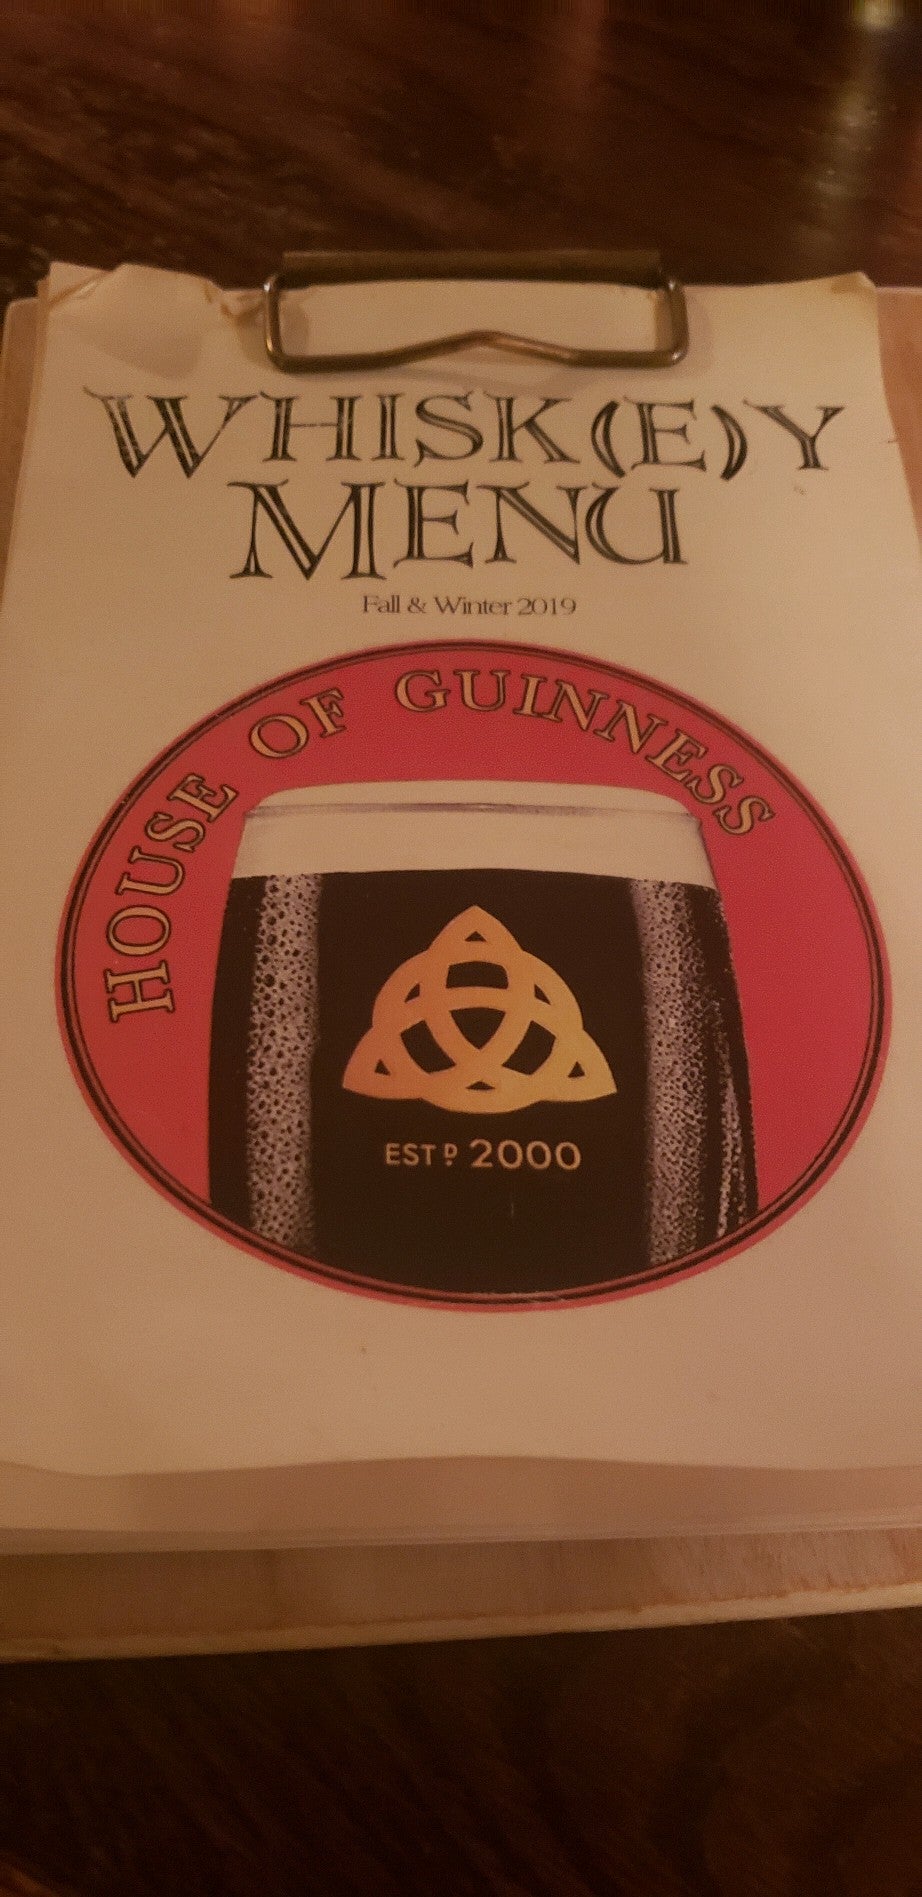 WHISK(E)Y
MENU
Fall & Winter 2019
HOUSE OF GUINNESS
ESTD. 2000